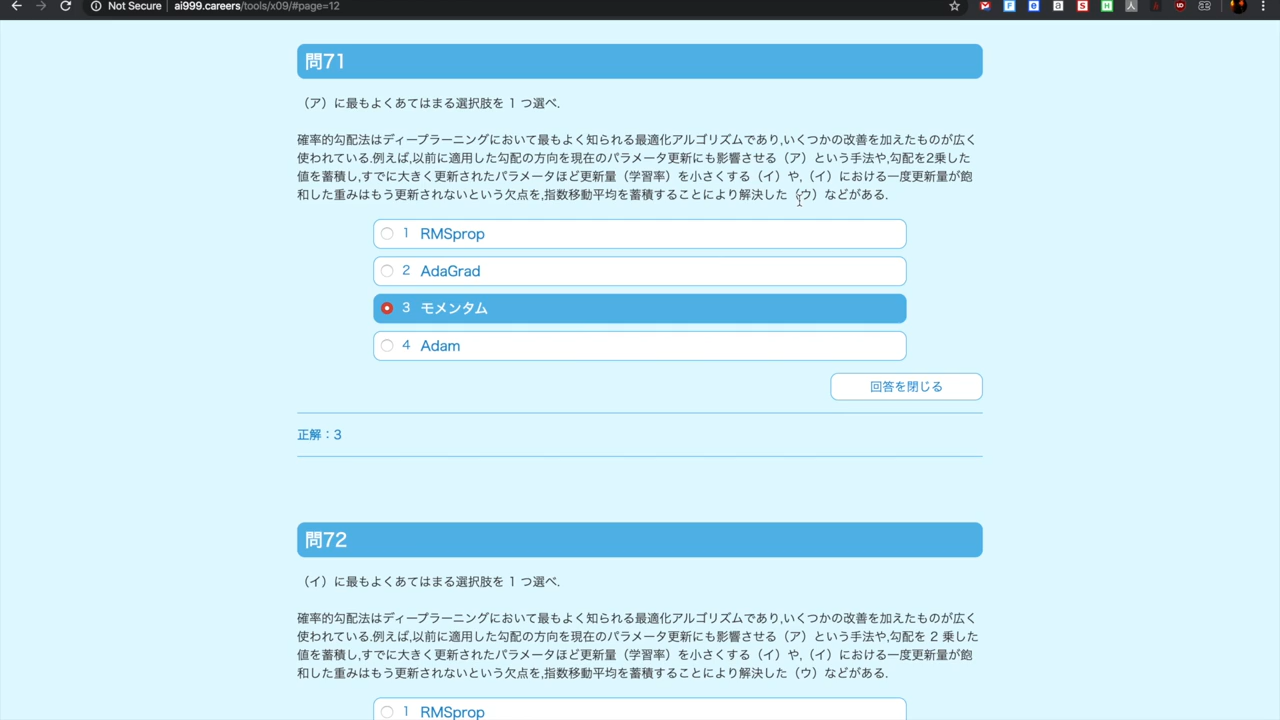 Not Secure ai999.careers/tools/x09/#page=12
問71
（ア）に最もよくあてはまる選択肢を 1 つ選べ.
確率的勾配法はディープラーニングにおいて最もよく知られる最適化アルゴリズムであり,いくつかの改善を加えたものが広く
使われている.例えば,以前に適用した勾配の方向を現在のパラメータ更新にも影響させる（ア）という手法や,勾配を2乗した
値を蓄積し,すでに大きく更新されたパラメータほど更新量（学習率）を小さくする（イ）や,（イ）における一度更新量が飽
和した重みはもう更新されないという欠点を,指数移動平均を蓄積することにより解決した（ウ）などがある.
1 RMSprop
2 AdaGrad
3 モメンタム
4 Adam
回答を閉じる
正解：3
問72
（イ）に最もよくあてはまる選択肢を 1 つ選べ.
確率的勾配法はディープラーニングにおいて最もよく知られる最適化アルゴリズムであり,いくつかの改善を加えたものが広く
使われている.例えば,以前に適用した勾配の方向を現在のパラメータ更新にも影響させる（ア）という手法や,勾配を 2 乗した
値を蓄積し,すでに大きく更新されたパラメータほど更新量（学習率）を小さくする（イ）や,（イ）における一度更新量が飽
和した重みはもう更新されないという欠点を,指数移動平均を蓄積することにより解決した（ウ）などがある.
1 RMSprop